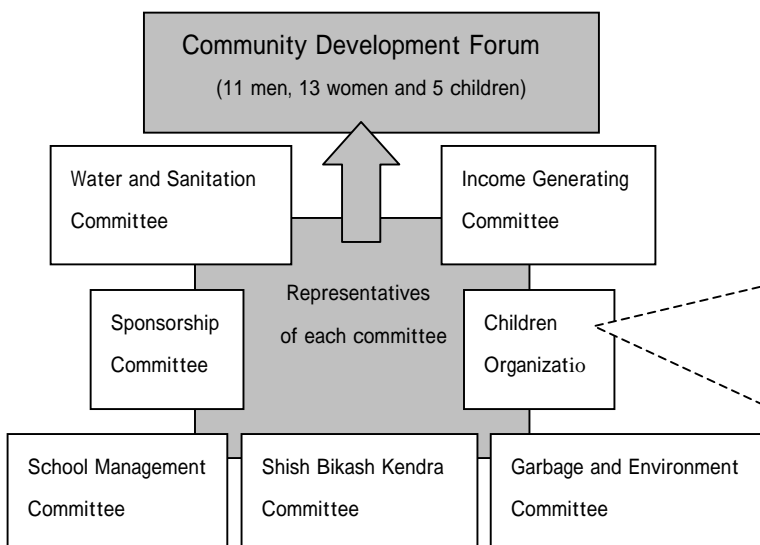 Community Development Forum
(11 men, 13 women and 5 children)
Water and Sanitation
Committee
Income Generating
Committee
Representatives
of each committee
Sponsorship
Committee
Children
Organizatio
School Management
Committee
Shish Bikash Kendra
Committee
Garbage and Environment
Committee